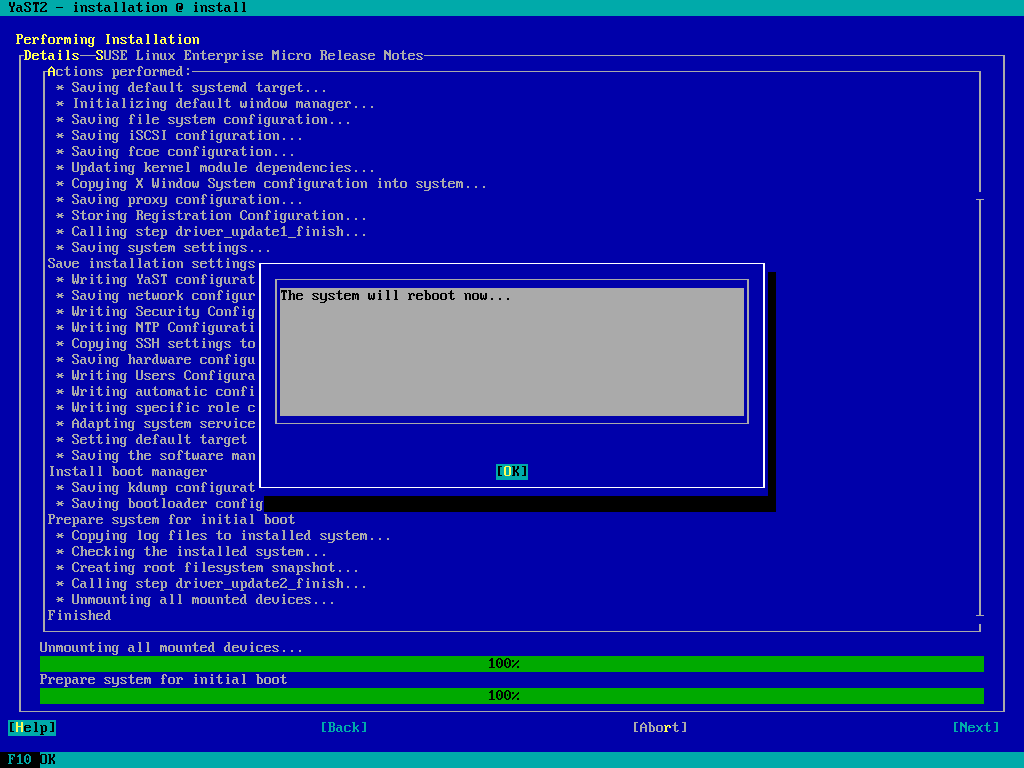 YaST2 - installation @ install
Performing Installation
Details SUSE Linux Enterprise Micro Release Notes
Actions performed:
* Saving default systemd target...
* Initializing default window manager...
* Saving file system configuration...
* Saving iSCSI configuration...
* Saving fcoe configuration...
* Updating kernel module dependencies...
* Copying X Window System configuration into system...
* Saving proxy configuration...
* Storing Registration Configuration...
* Calling step driver_update1_finish...
* Saving system settings...
Save installation settings
* Writing YaST configurat
* Saving network configur
* Writing Security Config
* Writing NTP Configurati
* Copying SSH settings to
* Saving hardware configu
* Writing Users Configura
* Writing automatic confi
* Writing specific role c
* Adapting system service
* Setting default target
* Saving the software man
Install boot manager
* Saving kdump configurat
* Saving bootloader config
Prepare system for initial boot
* Copying log files to installed system...
* Checking the installed system...
* Creating root filesystem snapshot...
* Calling step driver_update2_finish...
* Unmounting all mounted devices...
Finished
The system will reboot now...
[OK]
Unmounting all mounted devices...
100%
Prepare system for initial boot
100%
[Help] [Back] [Abort] [Next]
F10 OK